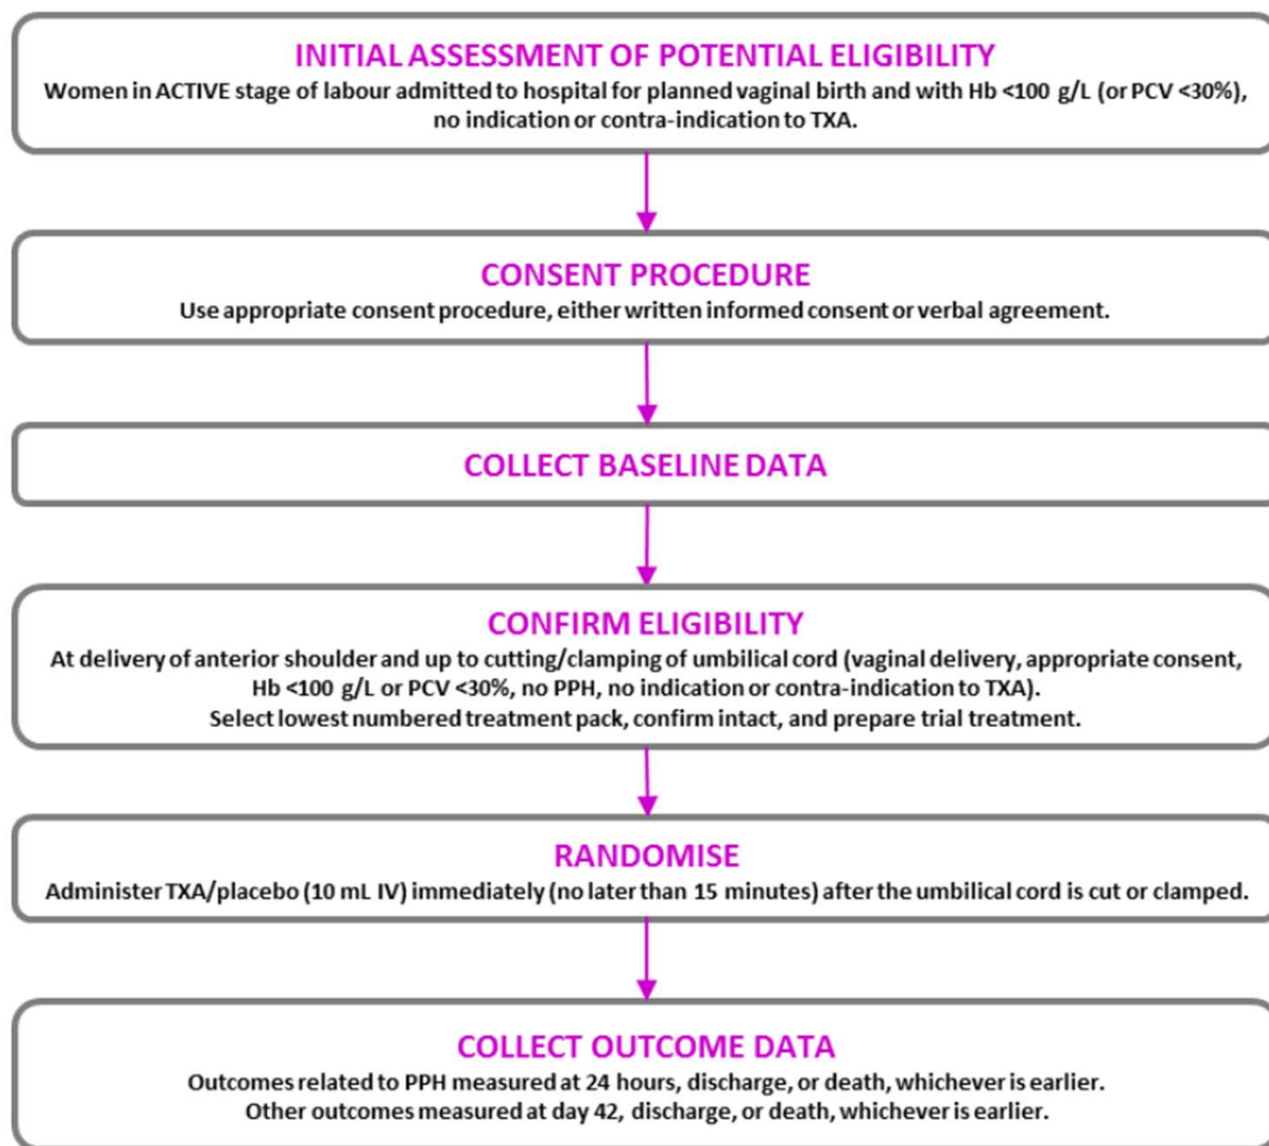 INITIAL ASSESSMENT OF POTENTIAL ELIGIBILITY
Women in ACTIVE stage of labour admitted to hospital for planned vaginal birth and with Hb <100 g/L (or PCV <30%),
no indication or contra-indication to TXA.
CONSENT PROCEDURE
Use appropriate consent procedure, either written informed consent or verbal agreement.
COLLECT BASELINE DATA
CONFIRM ELIGIBILITY
At delivery of anterior shoulder and up to cutting/clamping of umbilical cord (vaginal delivery, appropriate consent,
Hb <100 g/L or PCV <30%, no PPH, no indication or contra-indication to TXA).
Select lowest numbered treatment pack, confirm intact, and prepare trial treatment.
RANDOMISE
Administer TXA/placebo (10 mL IV) immediately (no later than 15 minutes) after the umbilical cord is cut or clamped.
COLLECT OUTCOME DATA
Outcomes related to PPH measured at 24 hours, discharge, or death, whichever is earlier.
Other outcomes measured at day 42, discharge, or death, whichever is earlier.